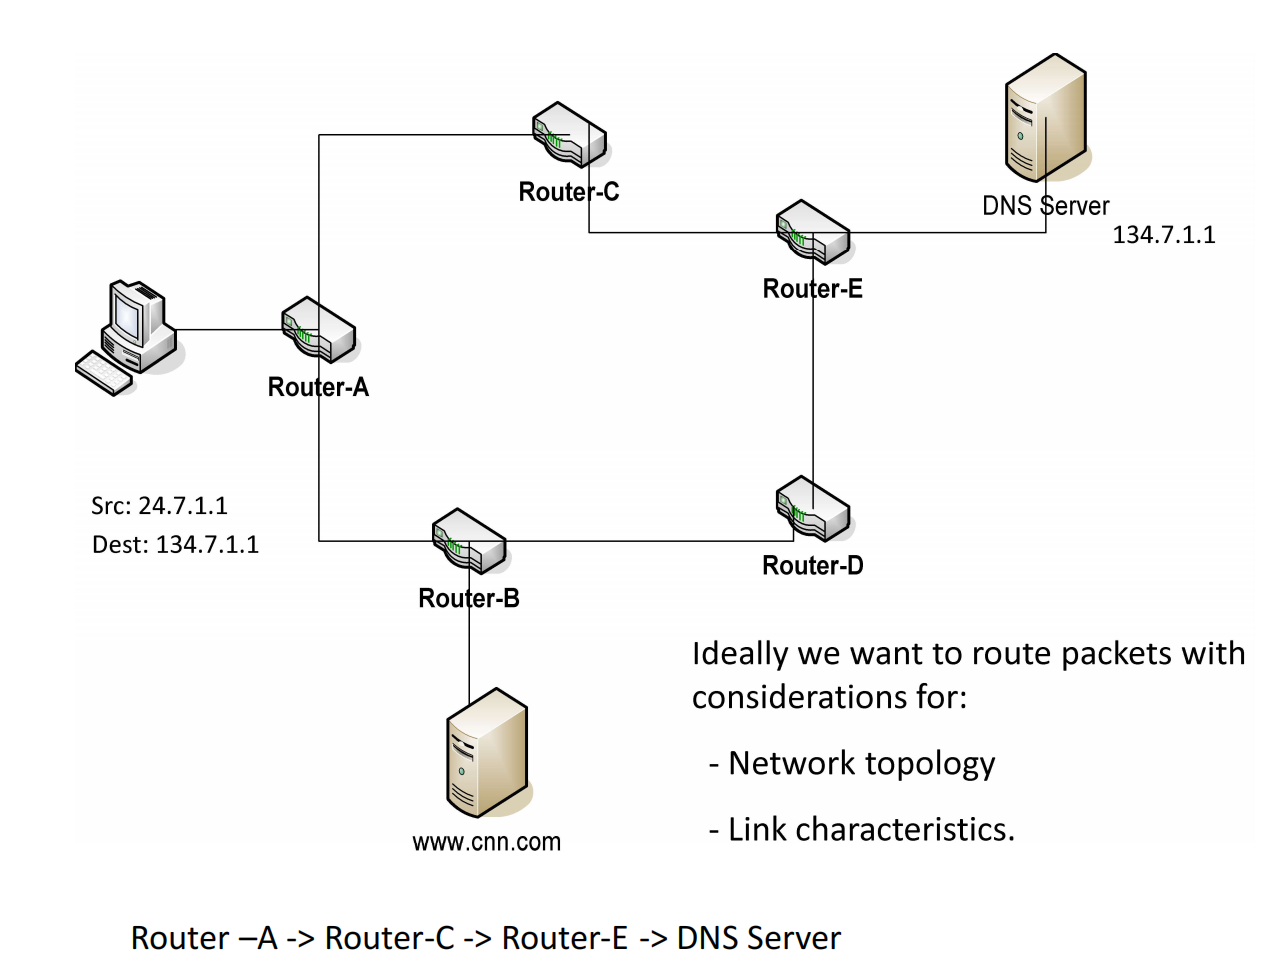 Router-C
DNS Server
134.7.1.1
Router-E
Router-A
Src: 24.7.1.1
Dest: 134.7.1.1
Router-B
Router-D
www.cnn.com
Ideally we want to route packets with
considerations for:
- Network topology
- Link characteristics.
Router –A -> Router-C -> Router-E -> DNS Server